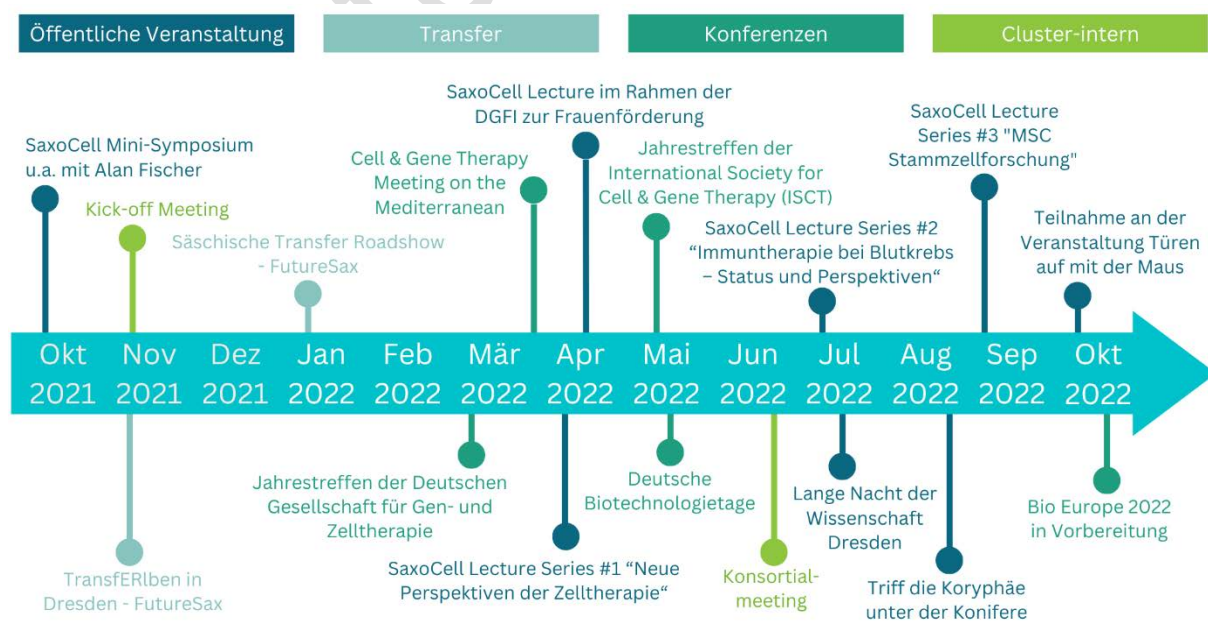 Öffentliche Veranstaltung
Transfer
Konferenzen
Cluster-intern
SaxoCell Mini-Symposium
u.a. mit Alan Fischer
Kick-off Meeting
Säschische Transfer Roadshow
- FutureSax
Cell & Gene Therapy
Meeting on the
Mediterranean
SaxoCell Lecture im Rahmen der
DGFI zur Frauenförderung
Jahrestreffen der
International Society for
Cell & Gene Therapy (ISCT)
SaxoCell Lecture Series #2
“Immuntherapie bei Blutkrebs
– Status und Perspektiven“
SaxoCell Lecture
Series #3 "MSC
Stammzellforschung"
Teilnahme an der
Veranstaltung Türen
auf mit der Maus
Okt Nov Dez Jan Feb Mär Apr Mai Jun Jul Aug Sep Okt
2021 2021 2021 2022 2022 2022 2022 2022 2022 2022 2022 2022 2022
TransfERlben in
Dresden - FutureSax
Jahrestreffen der Deutschen
Gesellschaft für Gen- und
Zelltherapie
SaxoCell Lecture Series #1 “Neue
Perspektiven der Zelltherapie“
Deutsche
Biotechnologietage
Konsortial-
meeting
Lange Nacht der
Wissenschaft
Dresden
Triff die Koryphäe
unter der Konifere
Bio Europe 2022
in Vorbereitung